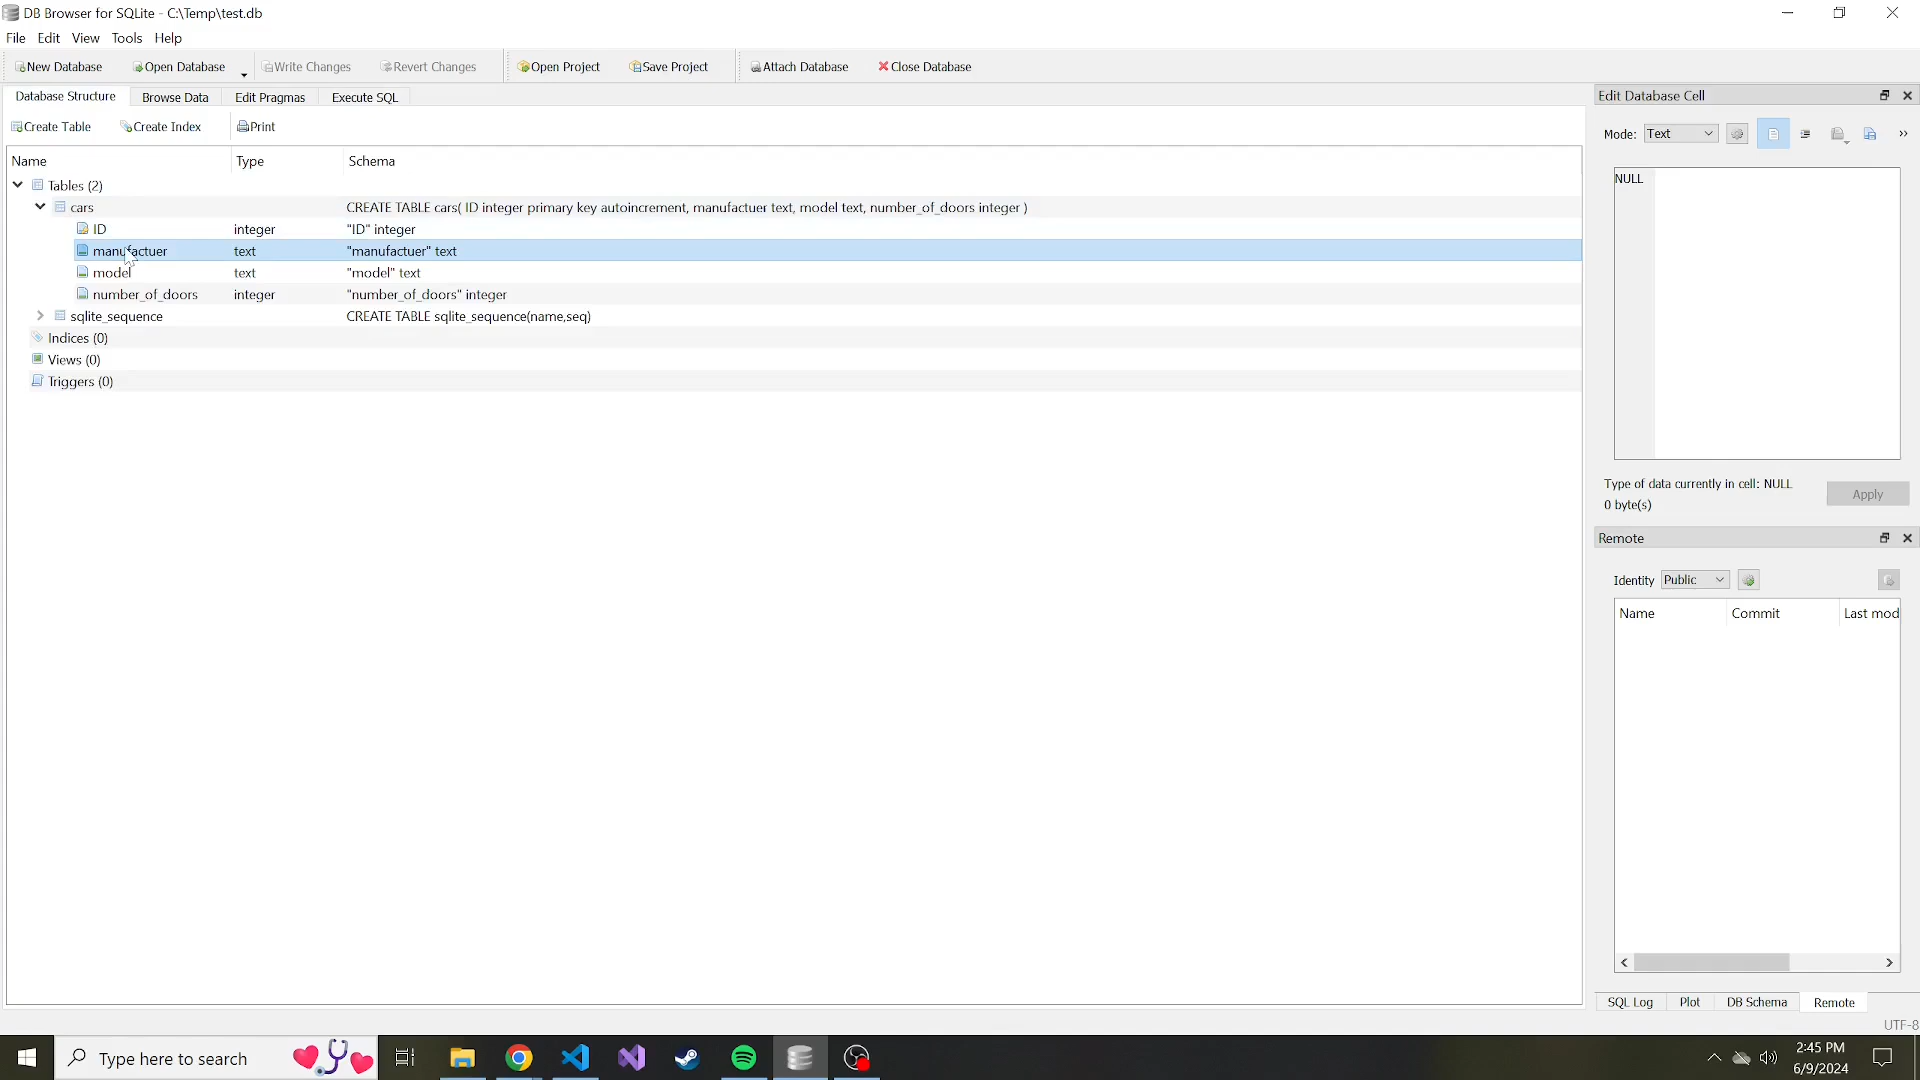 DB Browser for SQLite - C:\Temp\test.db
File Edit View Tools Help
New Database Open Database Write Changes Revert Changes Open Project Save Project Attach Database Close Database
Database Structure Browse Data Edit Pragmas Execute SQL
Create Table Create Index Print
Name Type Schema
Tables (2)
cars CREATE TABLE cars( ID integer primary key autoincrement, manufactuer text, model text, number_of_doors integer )
ID integer "ID" integer
manufactuer text "manufactuer" text
model text "model" text
number_of_doors integer "number_of_doors" integer
sqlite_sequence CREATE TABLE sqlite_sequence(name,seq)
Indices (0)
Views (0)
Triggers (0)
Edit Database Cell
Mode: Text
NULL
Type of data currently in cell: NULL
0 byte(s)
Apply
Remote
Identity Public
Name Commit Last mod
SQL Log Plot DB Schema Remote
UTF-8
Type here to search
2:45 PM
6/9/2024